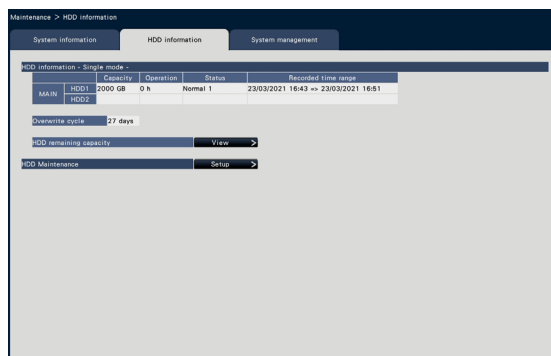 Maintenance > HDD information
System information HDD information System management
HDD information - Single mode -
Capacity Operation Status Recorded time range
MAIN HDD1 2000 GB 0 h Normal 1 23/03/2021 16:43 => 23/03/2021 16:51
HDD2
Overwrite cycle 27 days
HDD remaining capacity View >
HDD Maintenance Setup >